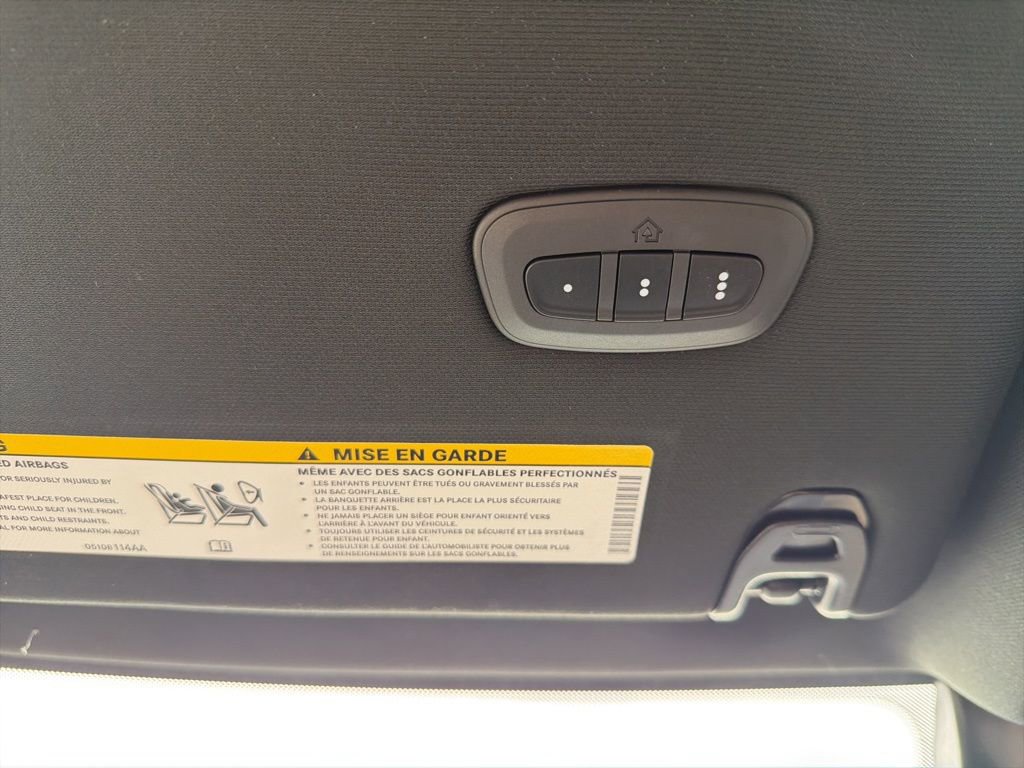 G
ED AIRBAGS
OR SERIOUSLY INJURED BY
AFEST PLACE FOR CHILDREN.
ING CHILD SEAT IN THE FRONT.
TS AND CHILD RESTRAINTS.
AL FOR MORE INFORMATION ABOUT
MISE EN GARDE
MÊME AVEC DES SACS GONFLABLES PERFECTIONNÉS
• LES ENFANTS PEUVENT ÊTRE TUÉS OU GRAVEMENT BLESSÉS PAR
UN SAC GONFLABLE.
• LA BANQUETTE ARRIÈRE EST LA PLACE LA PLUS SÉCURITAIRE
POUR LES ENFANTS.
• NE JAMAIS PLACER UN SIÈGE POUR ENFANT ORIENTÉ VERS
L'ARRIÈRE À L'AVANT DU VÉHICULE.
• TOUJOURS UTILISER LES CEINTURES DE SÉCURITÉ ET LES SYSTÈMES
DE RETENUE POUR ENFANT.
• CONSULTER LE GUIDE DE L'AUTOMOBILISTE POUR OBTENIR PLUS
DE RENSEIGNEMENTS SUR LES SACS GONFLABLES.